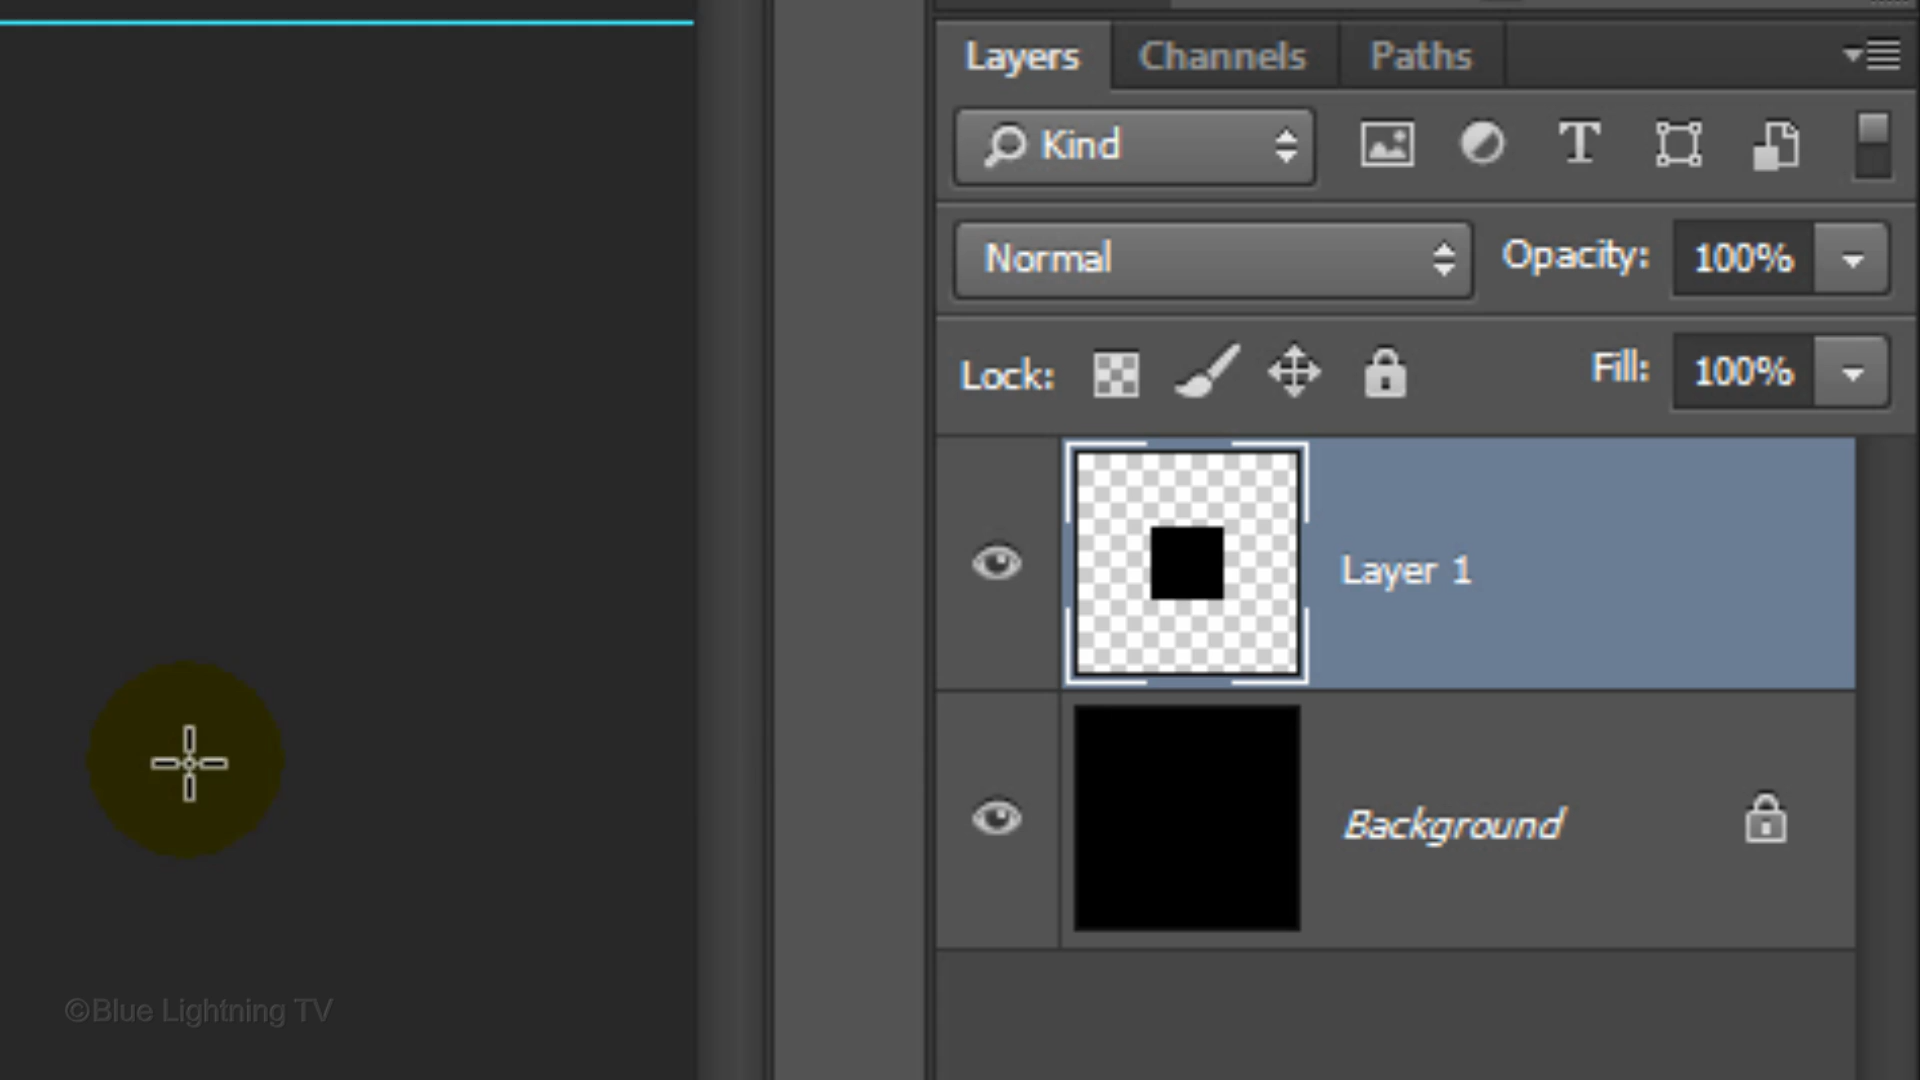 Layers Channels Paths
Kind T
Normal Opacity: 100%
Lock: Fill: 100%
Layer 1
Background
©Blue Lightning TV